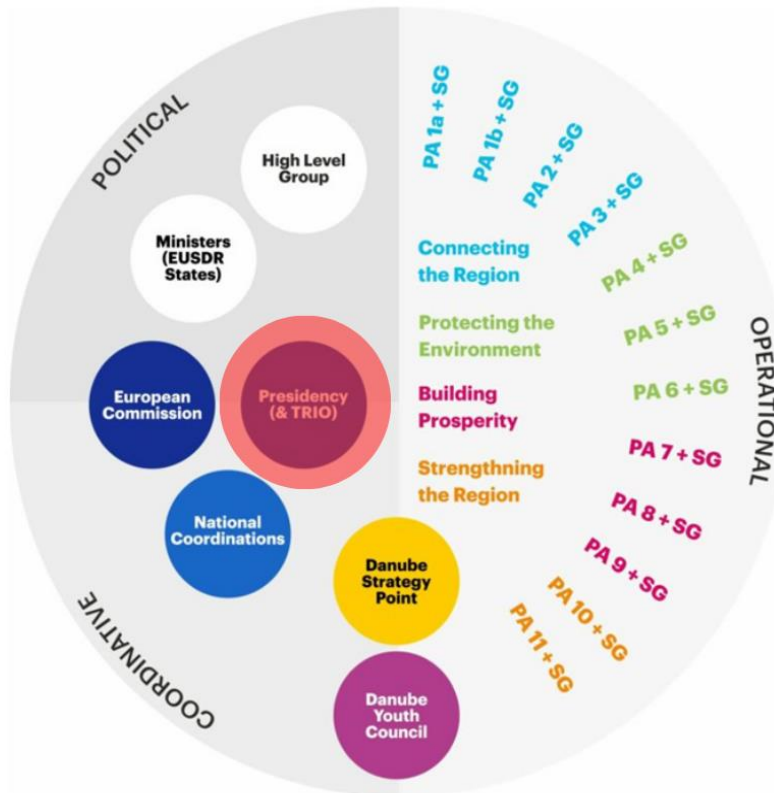 POLITICAL
High Level
Group
Ministers
(EUSDR
States)
European
Commission
Presidency
(& TRIO)
National
Coordinations
Danube
Strategy
Point
Danube
Youth
Council
COORDINATIVE
PA 1a + SG
PA 1b + SG
PA 2 + SG
PA 3 + SG
PA 4 + SG
PA 5 + SG
PA 6 + SG
PA 7 + SG
PA 8 + SG
PA 9 + SG
PA 10 + SG
PA 11 + SG
Connecting
the Region
Protecting the
Environment
Building
Prosperity
Strengthning
the Region
OPERATIONAL